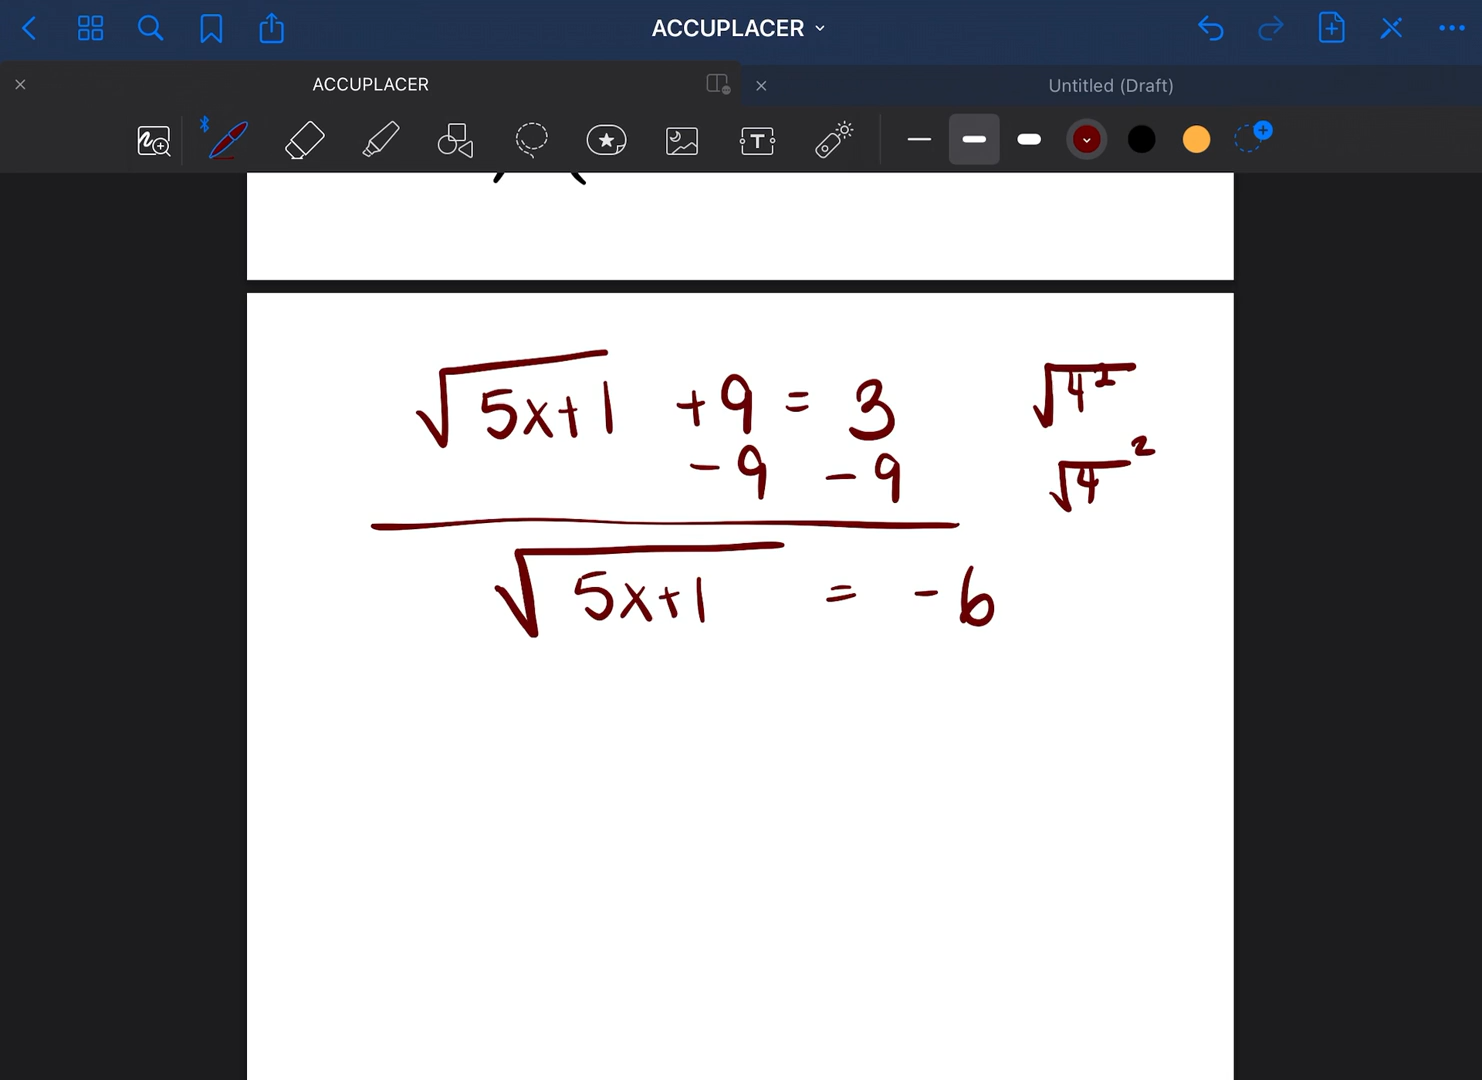 ACCUPLACER
ACCUPLACER
Untitled (Draft)
T
√5x+1 +9 = 3
-9 -9
√5x+1 = -6
√4²
√4²